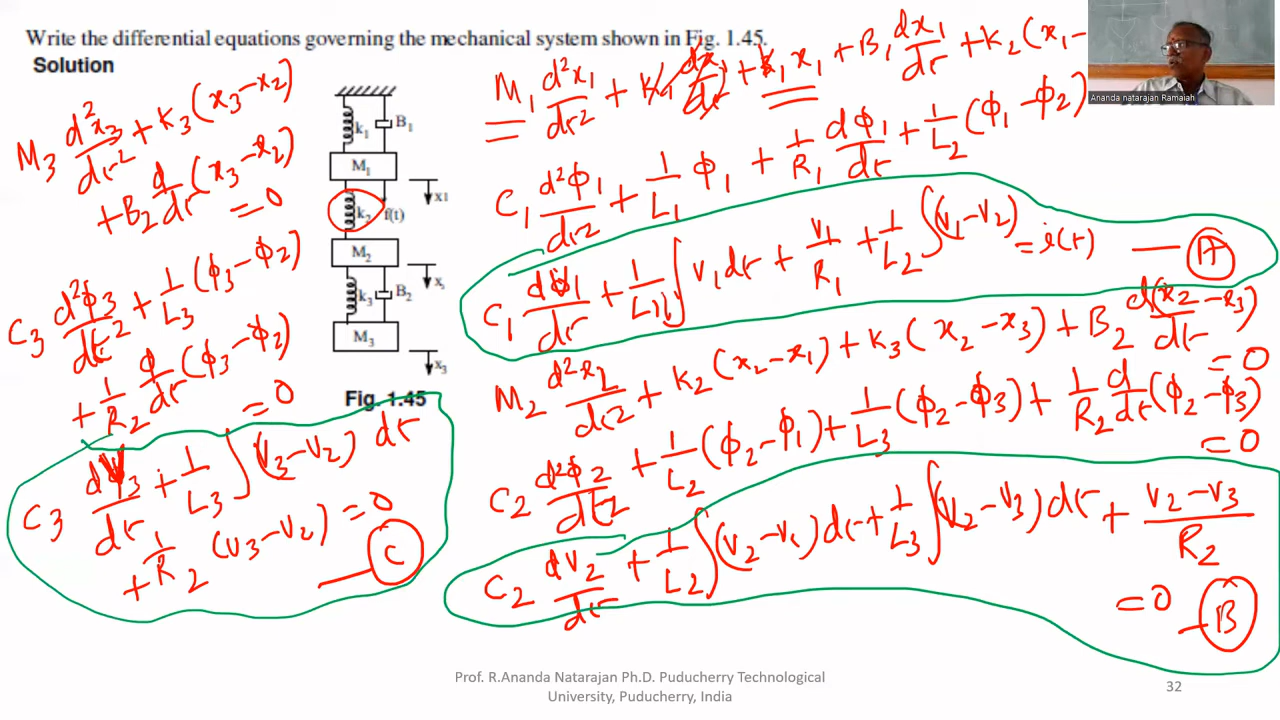 Write the differential equations governing the mechanical system shown in Fig. 1.45.
Solution
M₃ d²x₃/dt² + K₃(x₃-x₂)
+B₂ d/dt (x₃-x₂)
=0
C₃ d²φ₃/dt² + 1/L₃ (φ₃-φ₂)
+ 1/R₂ d/dt (φ₃-φ₂)
=0
C₃ dV₃/dt + 1/L₃ ∫(V₃-V₂) dt
+ 1/R₂ (V₃-V₂) =0
C
k₁
B₁
M₁
x1
k₂
f(t)
M₂
k₃
B₂
M₃
x₃
Fig. 1.45
M₁ d²x₁/dt² + K₁x₁ + B₁ dx₁/dt + K₂(x₁-
C₁ d²φ₁/dt² + 1/L₁ φ₁ + 1/R₁ dφ₁/dt + 1/L₂ (φ₁-φ₂)
C₁ dV₁/dt + 1/L₁ ∫V₁dt + V₁/R₁ + 1/L₂ ∫(V₁-V₂) = i(t) — A
M₂ d²x₂/dt² + K₂(x₂-x₁) + K₃(x₂-x₃) + B₂ d(x₂-x₃)/dt
=0
C₂ d²φ₂/dt² + 1/L₂ (φ₂-φ₁) + 1/L₃ (φ₂-φ₃) + 1/R₂ d/dt (φ₂-φ₃)
=0
C₂ dV₂/dt + 1/L₂ ∫(V₂-V₁)dt + 1/L₃ ∫(V₂-V₃)dt + V₂-V₃/R₂
=0 — B
Ananda natarajan Ramaiah
Prof. R.Ananda Natarajan Ph.D. Puducherry Technological
University, Puducherry, India
32